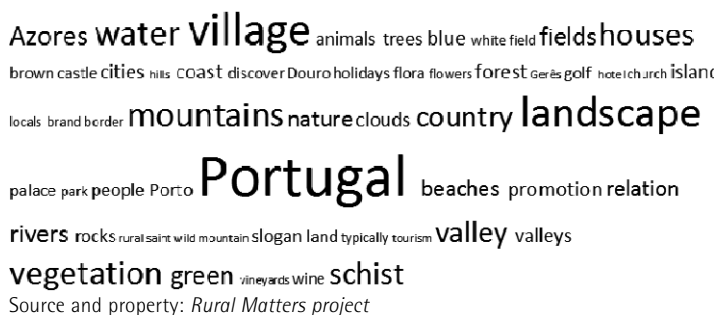 Azores water village animals trees blue white field fields houses
brown castle cities hills coast discover Douro holidays flora flowers forest Gerês golf hotel church island
locals brand border mountains nature clouds country landscape
palace park people Porto Portugal beaches promotion relation
rivers rocks rural saint wild mountain slogan land typically tourism valley valleys
vegetation green vineyards wine schist
Source and property: Rural Matters project